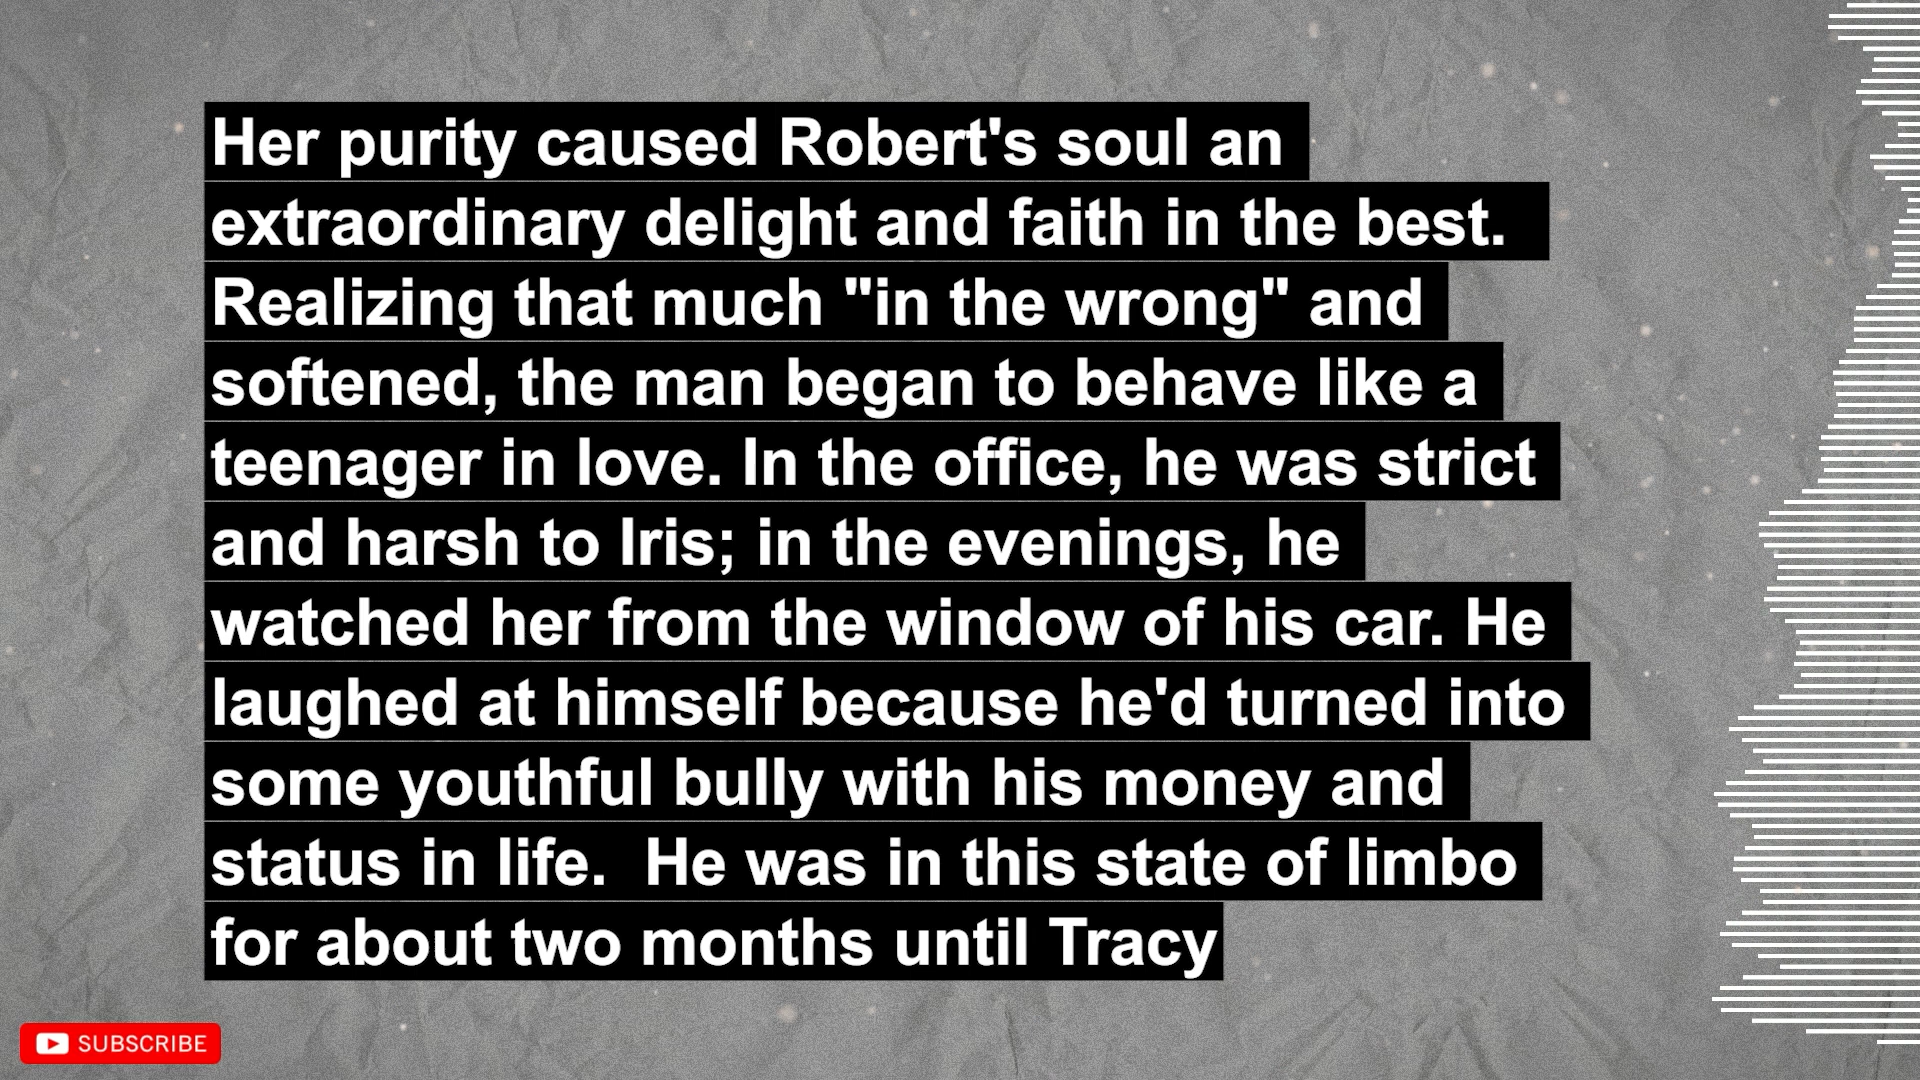 Her purity caused Robert's soul an
extraordinary delight and faith in the best.
Realizing that much "in the wrong" and
softened, the man began to behave like a
teenager in love. In the office, he was strict
and harsh to Iris; in the evenings, he
watched her from the window of his car. He
laughed at himself because he'd turned into
some youthful bully with his money and
status in life.  He was in this state of limbo
for about two months until Tracy
SUBSCRIBE